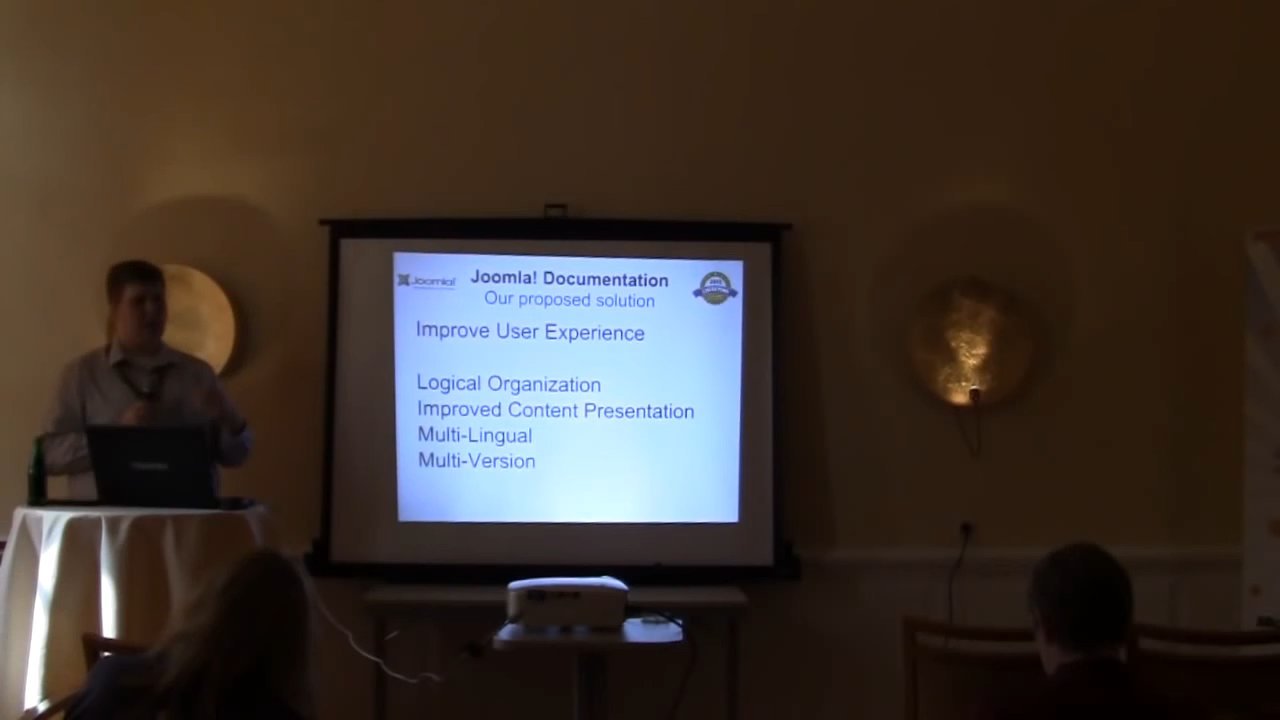 Joomla!
Joomla! Documentation
Our proposed solution
Improve User Experience
Logical Organization
Improved Content Presentation
Multi-Lingual
Multi-Version